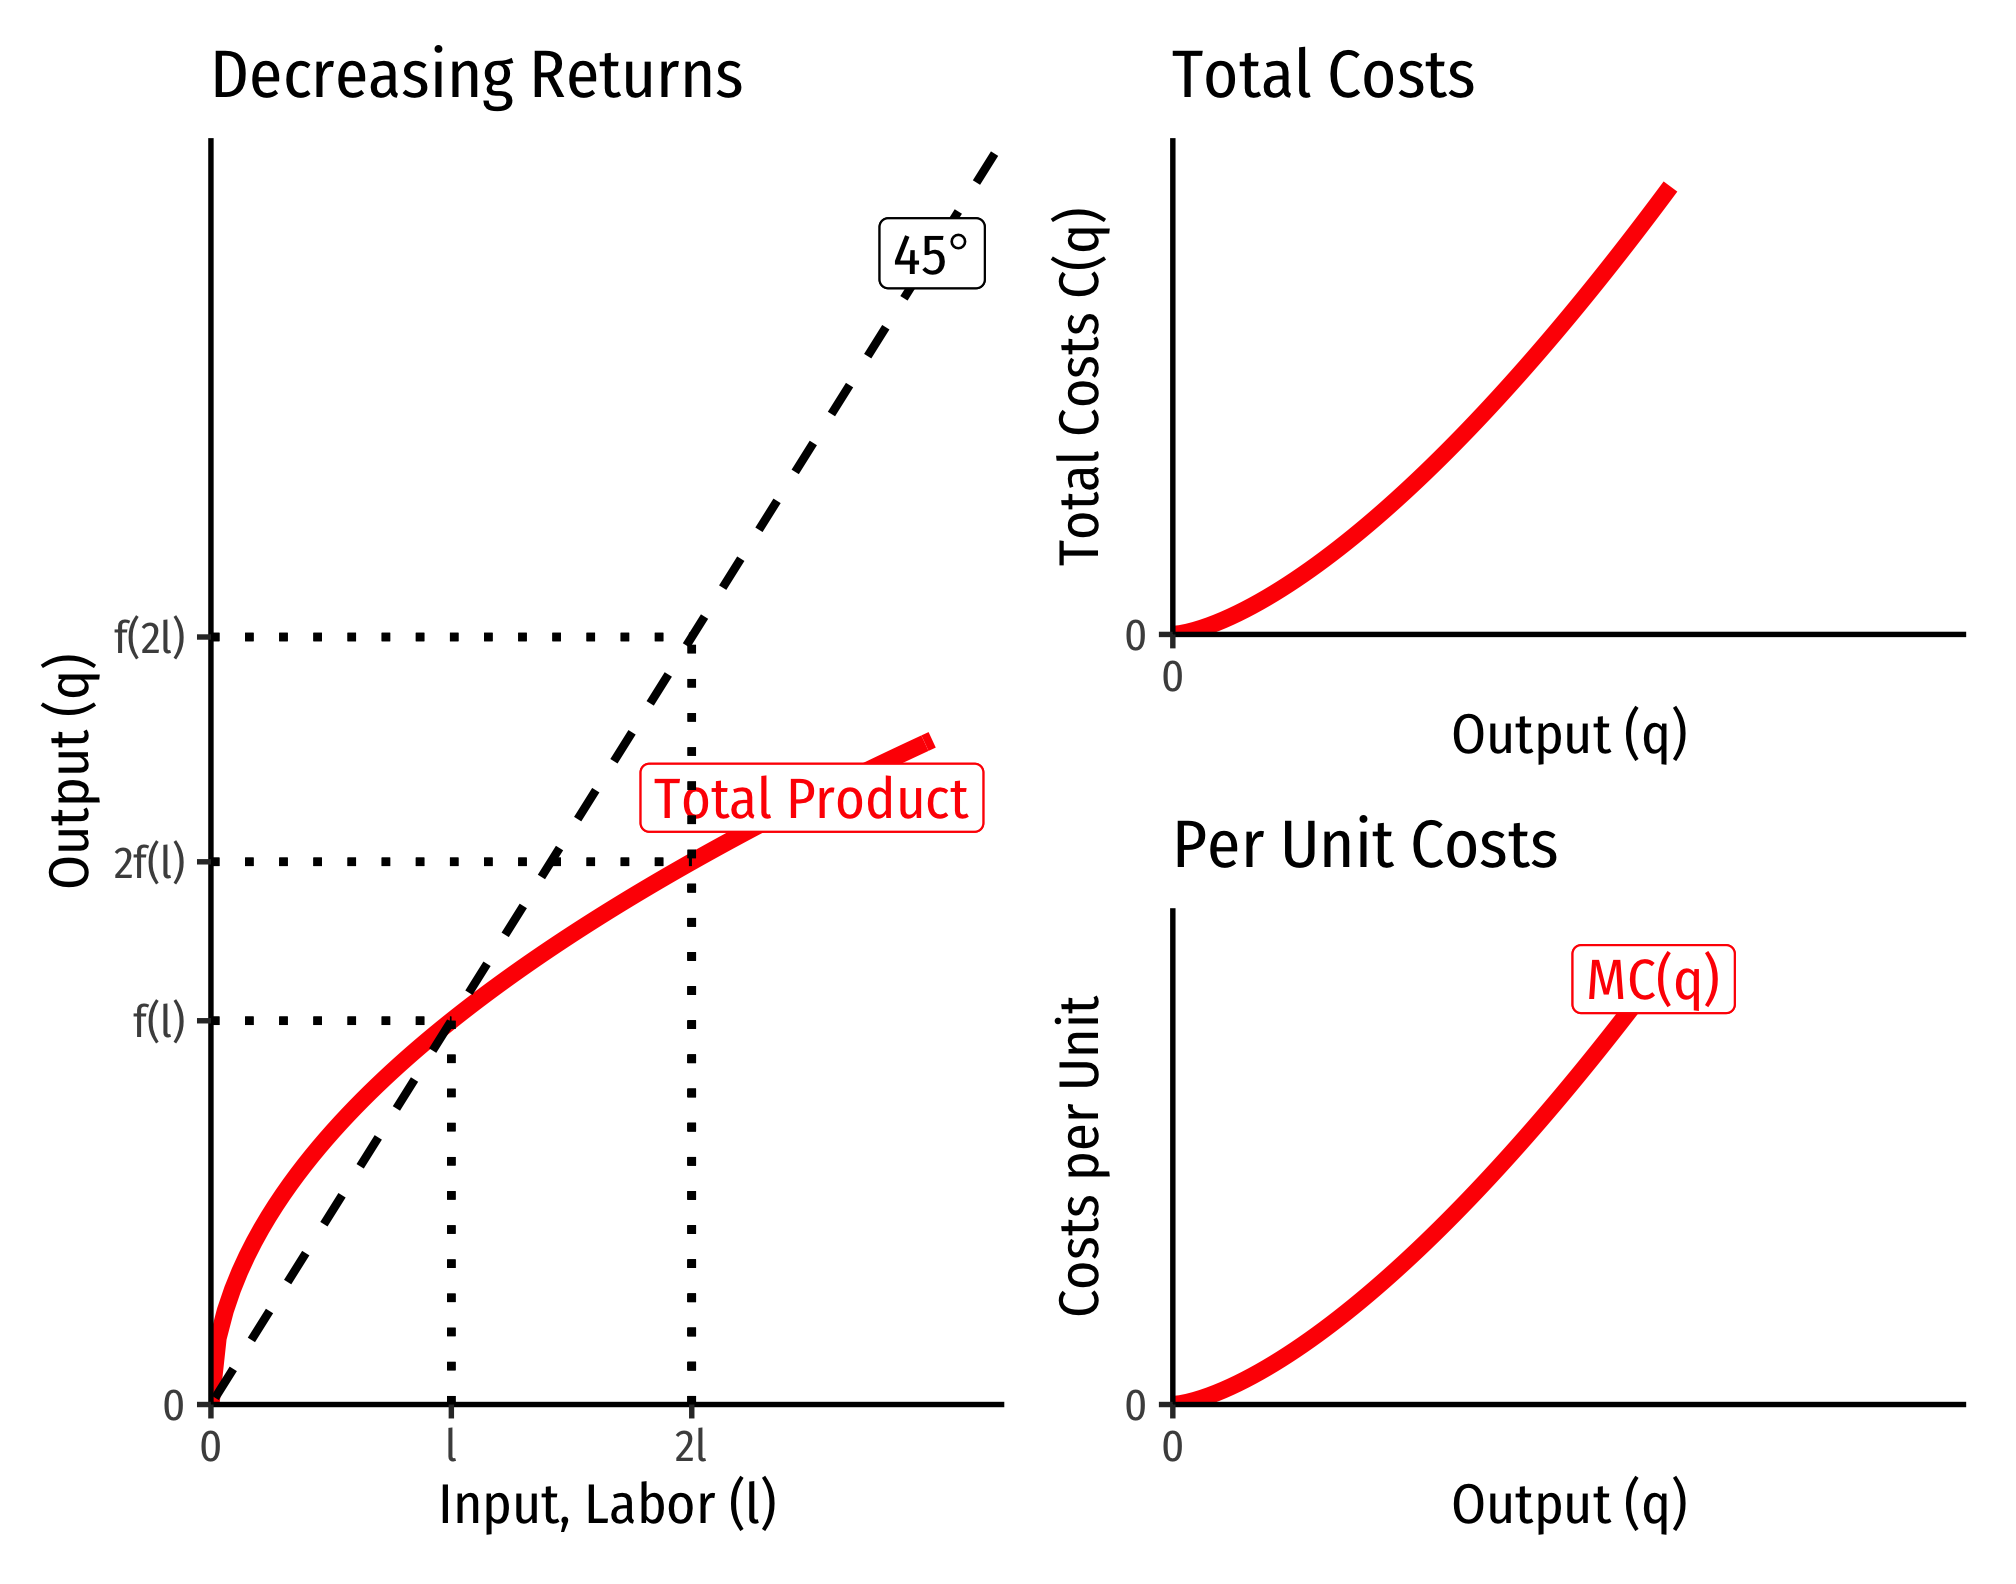 Decreasing Returns
Output (q)
45°
Total Product
f(2l)
2f(l)
f(l)
0
0 l 2l
Input, Labor (l)
Total Costs
Total Costs C(q)
0
0
Output (q)
Per Unit Costs
Costs per Unit
MC(q)
0
0
Output (q)